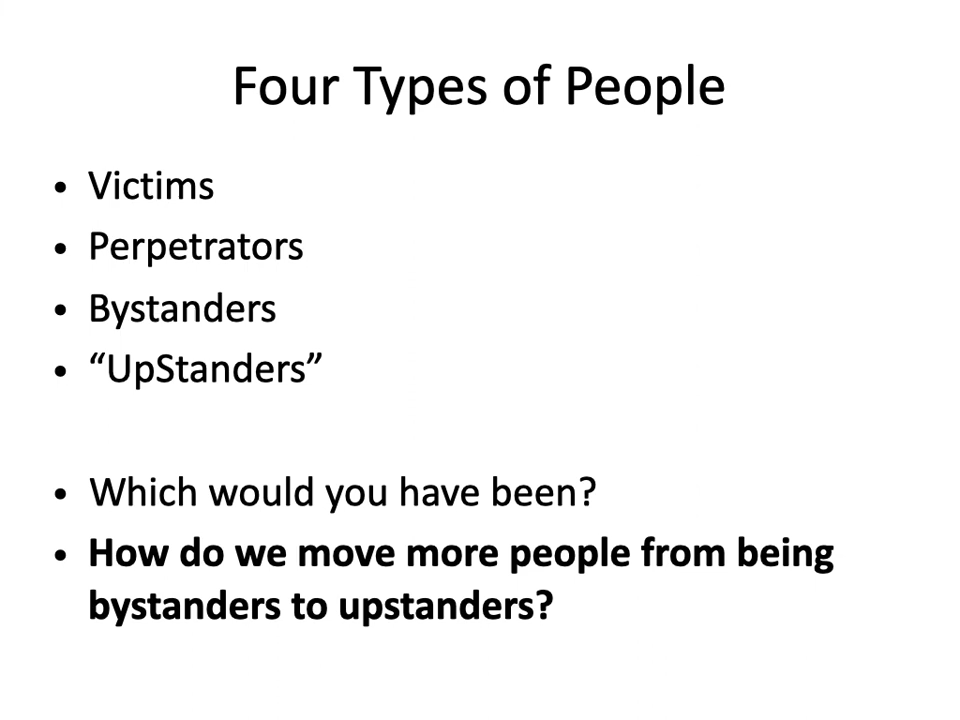 Four Types of People
• Victims
• Perpetrators
• Bystanders
• “UpStanders”
• Which would you have been?
• How do we move more people from being
bystanders to upstanders?